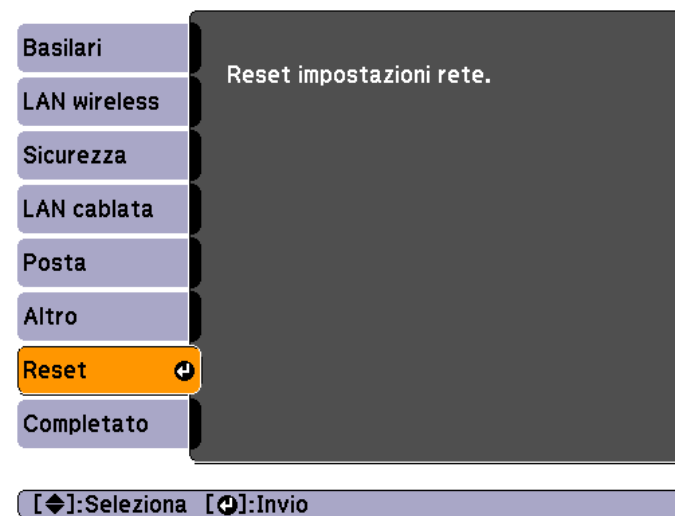 Basilari
Reset impostazioni rete.
LAN wireless
Sicurezza
LAN cablata
Posta
Altro
Reset
Completato
[◆]:Seleziona [⏎]:Invio